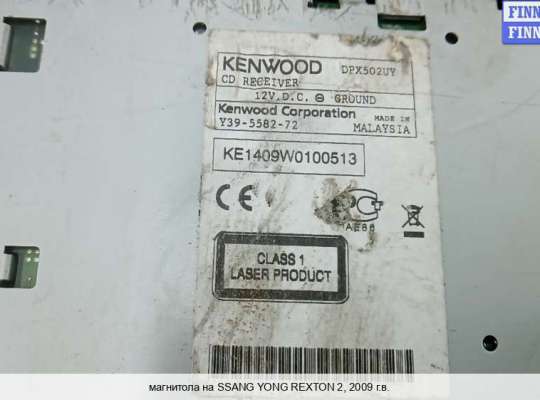 FINN
FINN
KENWOOD DPX502UY
CD RECEIVER
12V.D.C. ⊖ GROUND
Kenwood Corporation MADE IN
Y39-5582-72 MALAYSIA
KE1409W0100513
CE
AE88
CLASS 1
LASER PRODUCT
магнитола на SSANG YONG REXTON 2, 2009 г.в.